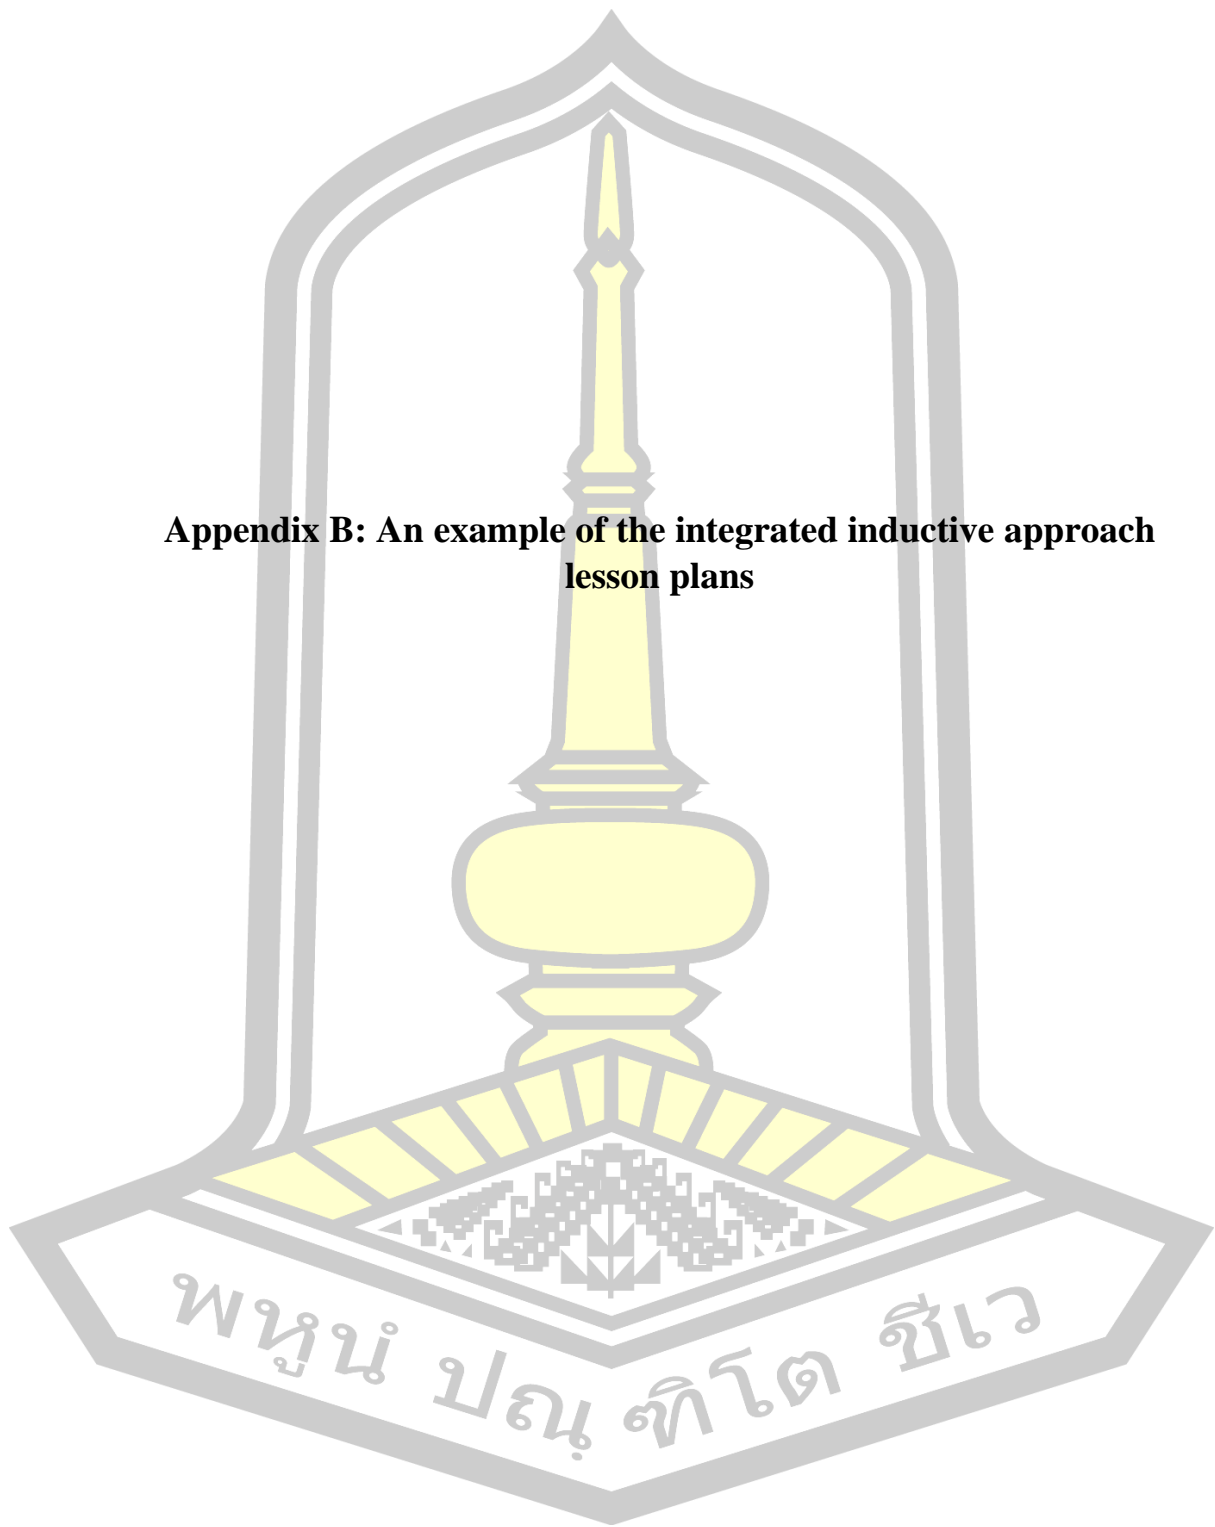 Appendix B: An example of the integrated inductive approach
lesson plans
พหูนํ ปณฺฑิโต ชีเว